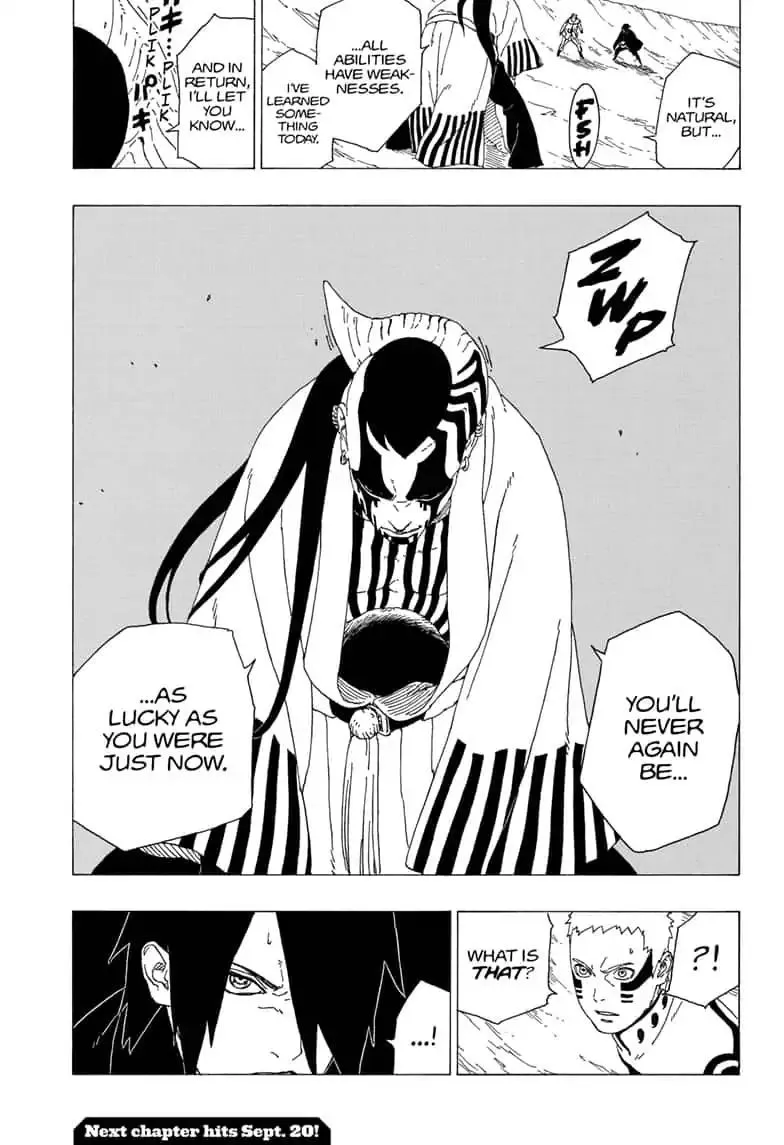 IT'S
NATURAL,
BUT...
FSH
...ALL
ABILITIES
HAVE WEAK-
NESSES.
I'VE
LEARNED
SOME-
THING
TODAY.
AND IN
RETURN,
I'LL LET
YOU
KNOW...
PLIK
PLIK
ZWP
YOU'LL
NEVER
AGAIN
BE...
...AS
LUCKY AS
YOU WERE
JUST NOW.
?!
WHAT IS
THAT?
...!
Next chapter hits Sept. 20!